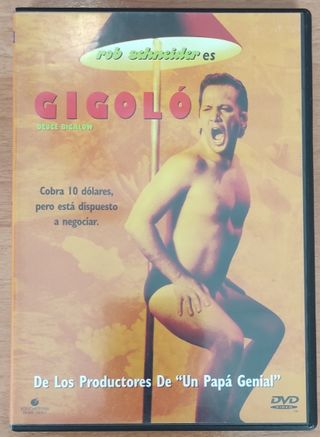 rob schneider es
GIGOLÓ
DEUCE BIGALOW
Cobra 10 dólares,
pero está dispuesto
a negociar.
De Los Productores De "Un Papá Genial"
DVD
VIDEO